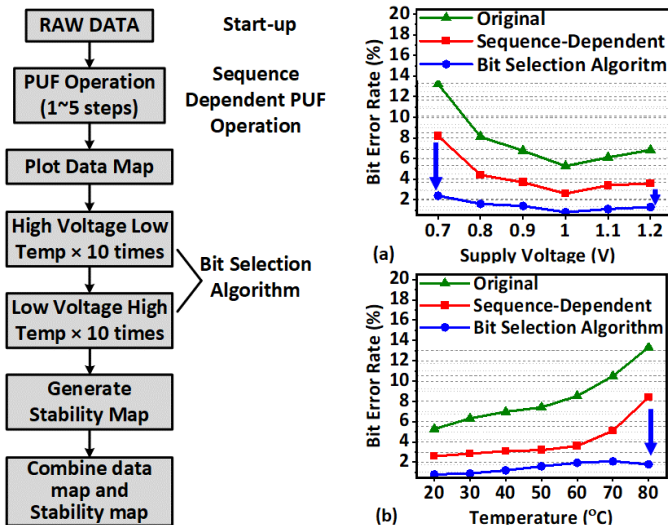 RAW DATA
Start-up
PUF Operation
(1~5 steps)
Sequence
Dependent PUF
Operation
Plot Data Map
High Voltage Low
Temp × 10 times
Bit Selection
Algorithm
Low Voltage High
Temp × 10 times
Generate
Stability Map
Combine data
map and
Stability map
Bit Error Rate (%)
20
18
16
14
12
10
8
6
4
2
Original
Sequence-Dependent
Bit Selection Algoritm
0.7 0.8 0.9 1 1.1 1.2
(a) Supply Voltage (V)
Bit Error Rate (%)
20
18
16
14
12
10
8
6
4
2
Original
Sequence-Dependent
Bit Selection Algorithm
20 30 40 50 60 70 80
(b) Temperature (°C)